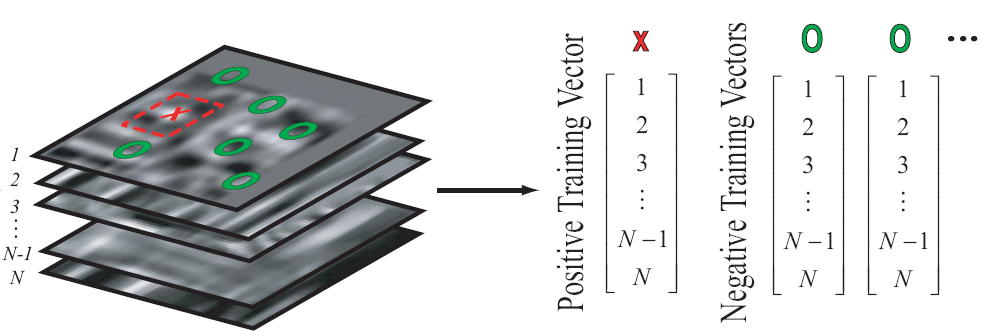 1
2
3
⋮
N-1
N
X
Positive Training Vector
X
1
2
3
⋮
N − 1
N
Negative Training Vectors
O O ...
1 1
2 2
3 3
⋮ ⋮
N − 1 N − 1
N N